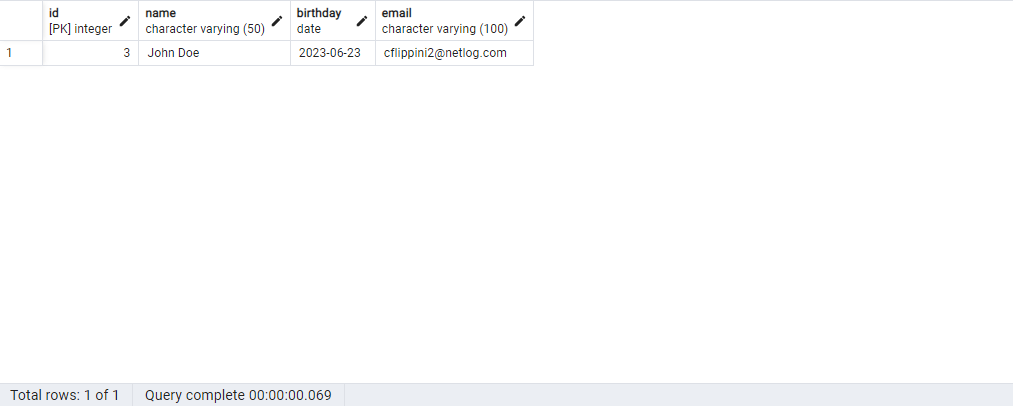 id name birthday email
[PK] integer character varying (50) date character varying (100)
1 3 John Doe 2023-06-23 cflippini2@netlog.com
Total rows: 1 of 1 Query complete 00:00:00.069